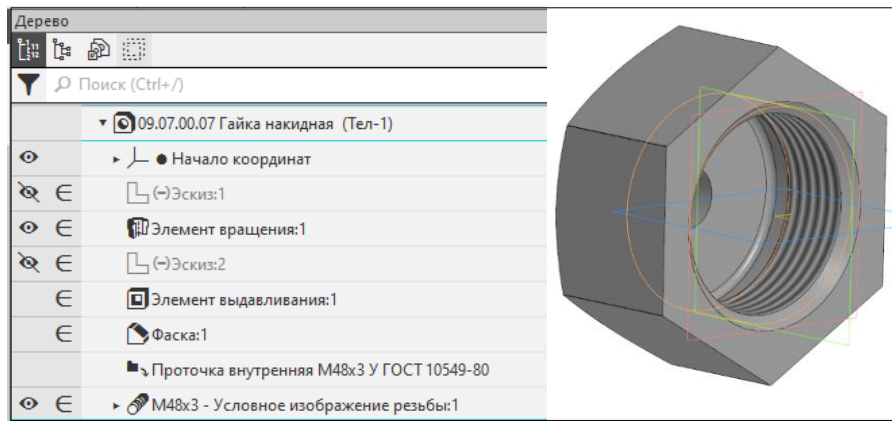 Дерево
Поиск (Ctrl+/)
09.07.00.07 Гайка накидная (Тел-1)
Начало координат
(-)Эскиз:1
Элемент вращения:1
(-)Эскиз:2
Элемент выдавливания:1
Фаска:1
Проточка внутренняя М48х3 У ГОСТ 10549-80
М48х3 - Условное изображение резьбы:1